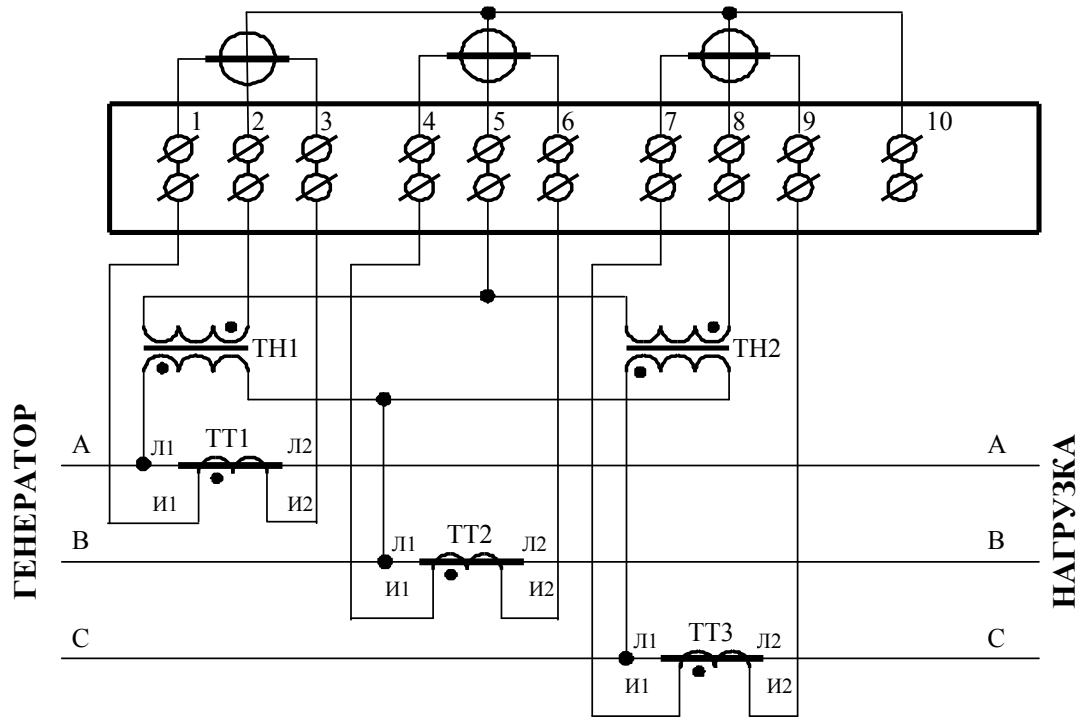 1 2 3 4 5 6 7 8 9 10
ТН1
ТН2
ГЕНЕРАТОР
НАГРУЗКА
А
Л1
ТТ1
Л2
А
И1
И2
В
Л1
ТТ2
Л2
В
И1
И2
С
Л1
ТТ3
Л2
С
И1
И2